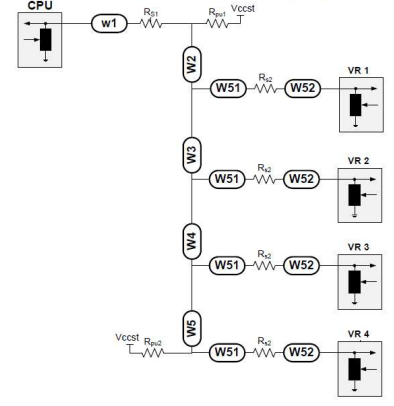 CPU
w1
RS1
Rpu1
Vccst
W2
W51
Rs2
W52
VR 1
W3
W51
Rs2
W52
VR 2
W4
W51
Rs2
W52
VR 3
W5
Vccst
Rpu2
W51
Rs2
W52
VR 4